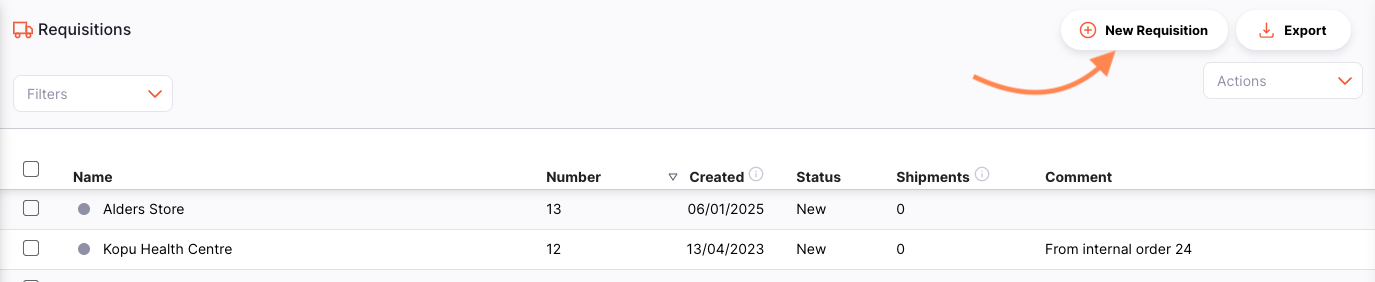 Requisitions
New Requisition
Export
Filters
Actions
Name Number Created Status Shipments Comment
Alders Store 13 06/01/2025 New 0
Kopu Health Centre 12 13/04/2023 New 0 From internal order 24